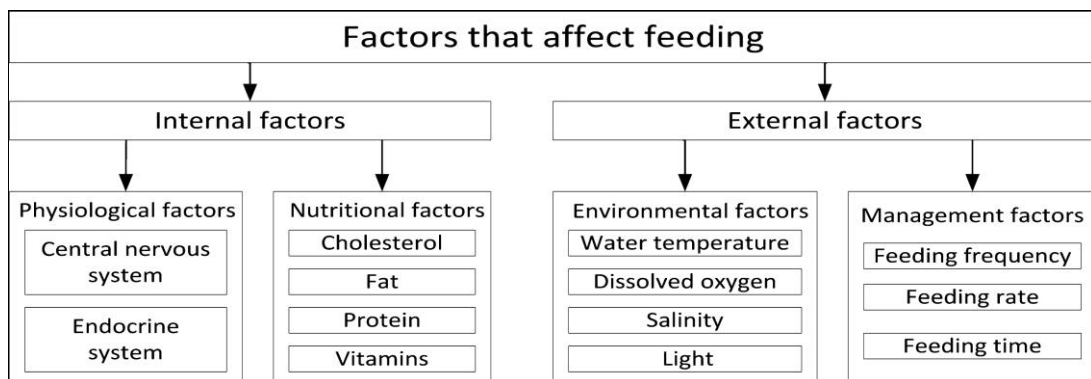 Factors that affect feeding
Internal factors
External factors
Physiological factors
Central nervous
system
Endocrine
system
Nutritional factors
Cholesterol
Fat
Protein
Vitamins
Environmental factors
Water temperature
Dissolved oxygen
Salinity
Light
Management factors
Feeding frequency
Feeding rate
Feeding time